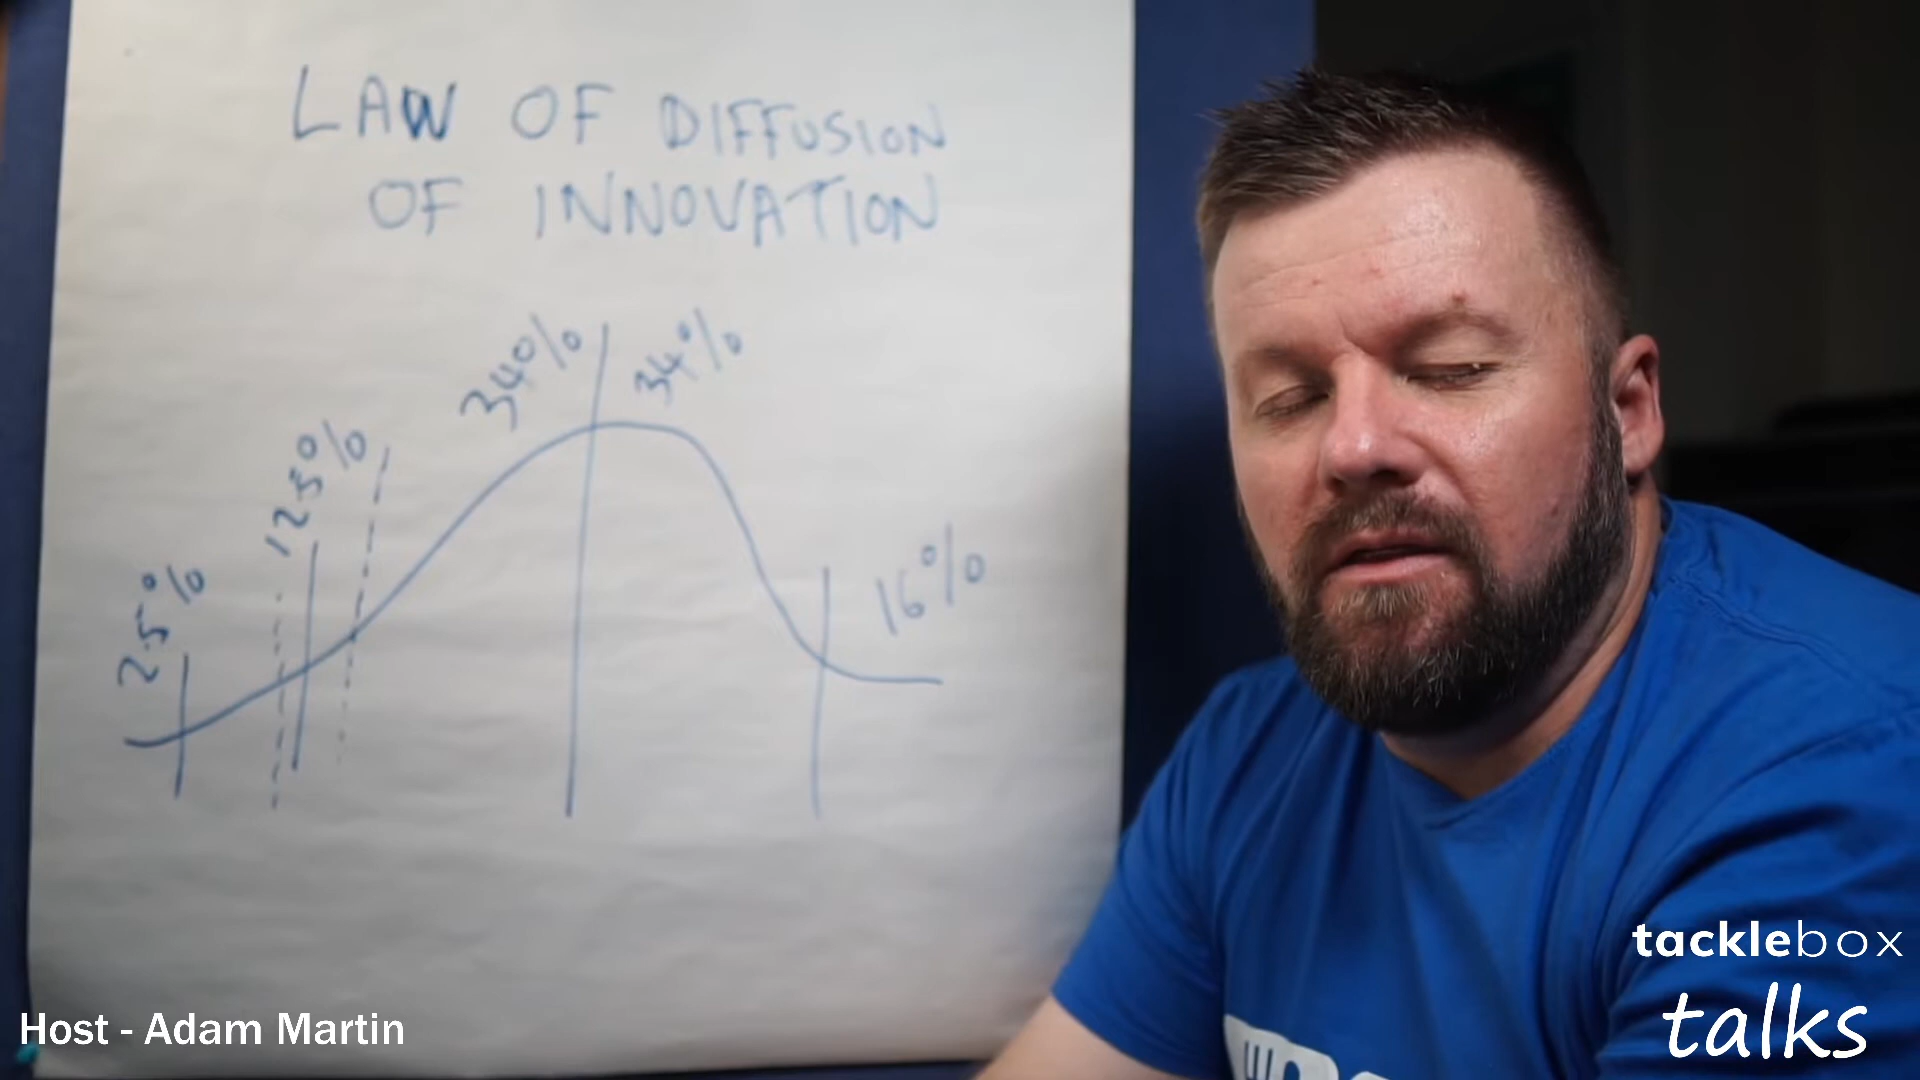 LAW OF DIFFUSION
OF INNOVATION
34%
34%
12.5%
2.5%
16%
tacklebox
talks
Host - Adam Martin